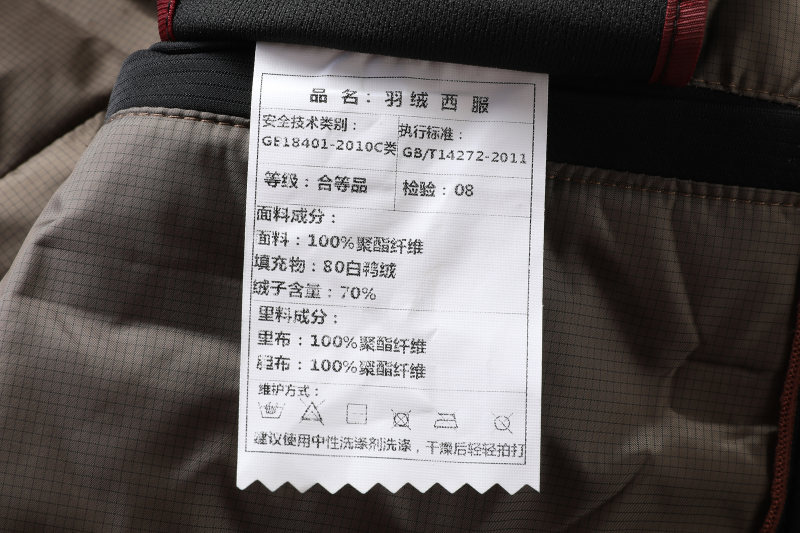 品 名：羽 绒 西 服
安全技术类别：
GB18401-2010C类
执行标准：
GB/T14272-2011
等级：合等品
检验：08
面料成分：
面料：100%聚酯纤维
填充物：80白鸭绒
绒子含量：70%
里料成分：
里布：100%聚酯纤维
胆布：100%聚酯纤维
维护方式：
建议使用中性洗涤剂洗涤，干燥后轻轻拍打